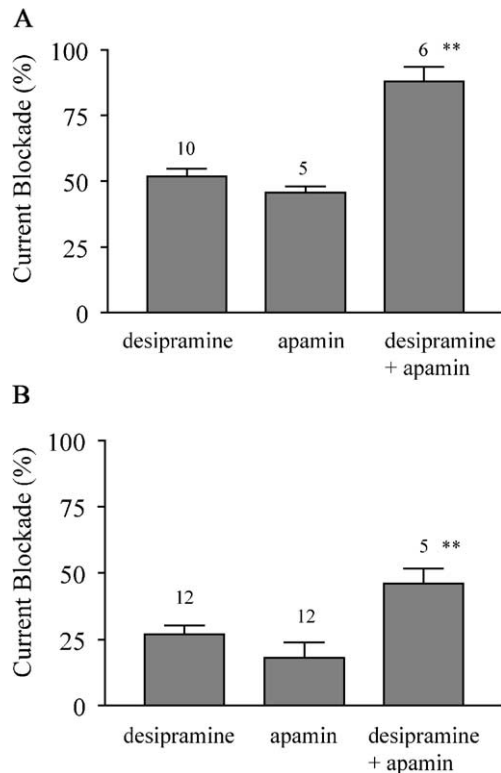 A
Current Blockade (%)
100
75
50
25
0
10
5
6 **
desipramine
apamin
desipramine
+ apamin
B
Current Blockade (%)
100
75
50
25
0
12
12
5 **
desipramine
apamin
desipramine
+ apamin